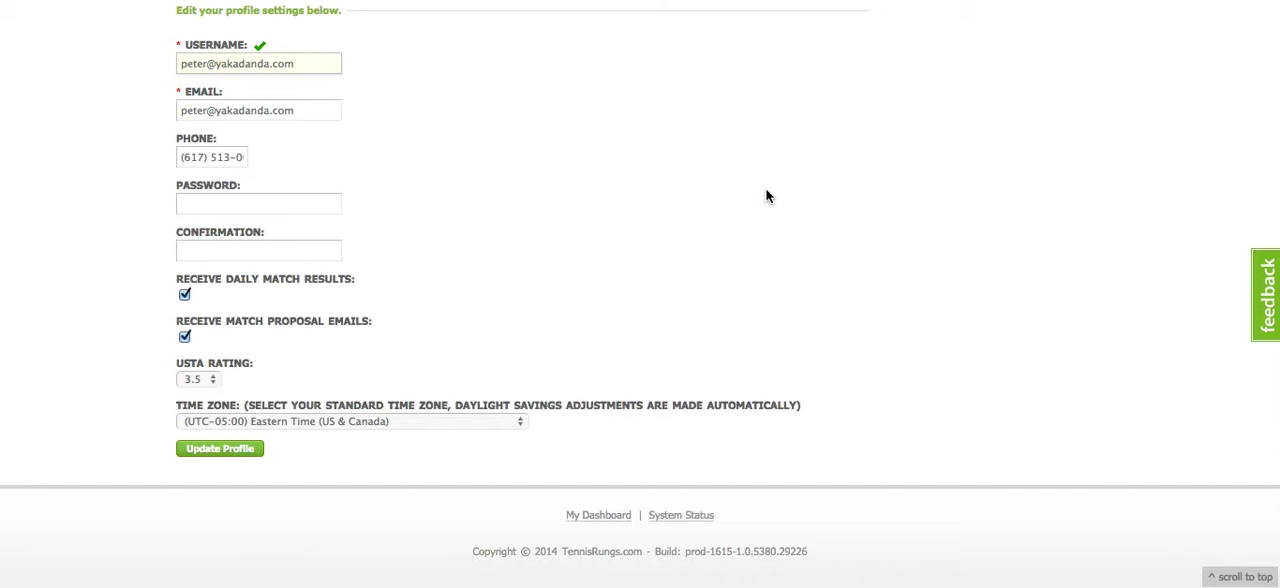 Edit your profile settings below.
* USERNAME:
peter@yakadanda.com
* EMAIL:
peter@yakadanda.com
PHONE:
(617) 513-0
PASSWORD:
CONFIRMATION:
RECEIVE DAILY MATCH RESULTS:
RECEIVE MATCH PROPOSAL EMAILS:
USTA RATING:
3.5
TIME ZONE: (SELECT YOUR STANDARD TIME ZONE, DAYLIGHT SAVINGS ADJUSTMENTS ARE MADE AUTOMATICALLY)
(UTC-05:00) Eastern Time (US & Canada)
Update Profile
feedback
My Dashboard | System Status
Copyright © 2014 TennisRungs.com - Build: prod-1615-1.0.5380.29226
^ scroll to top